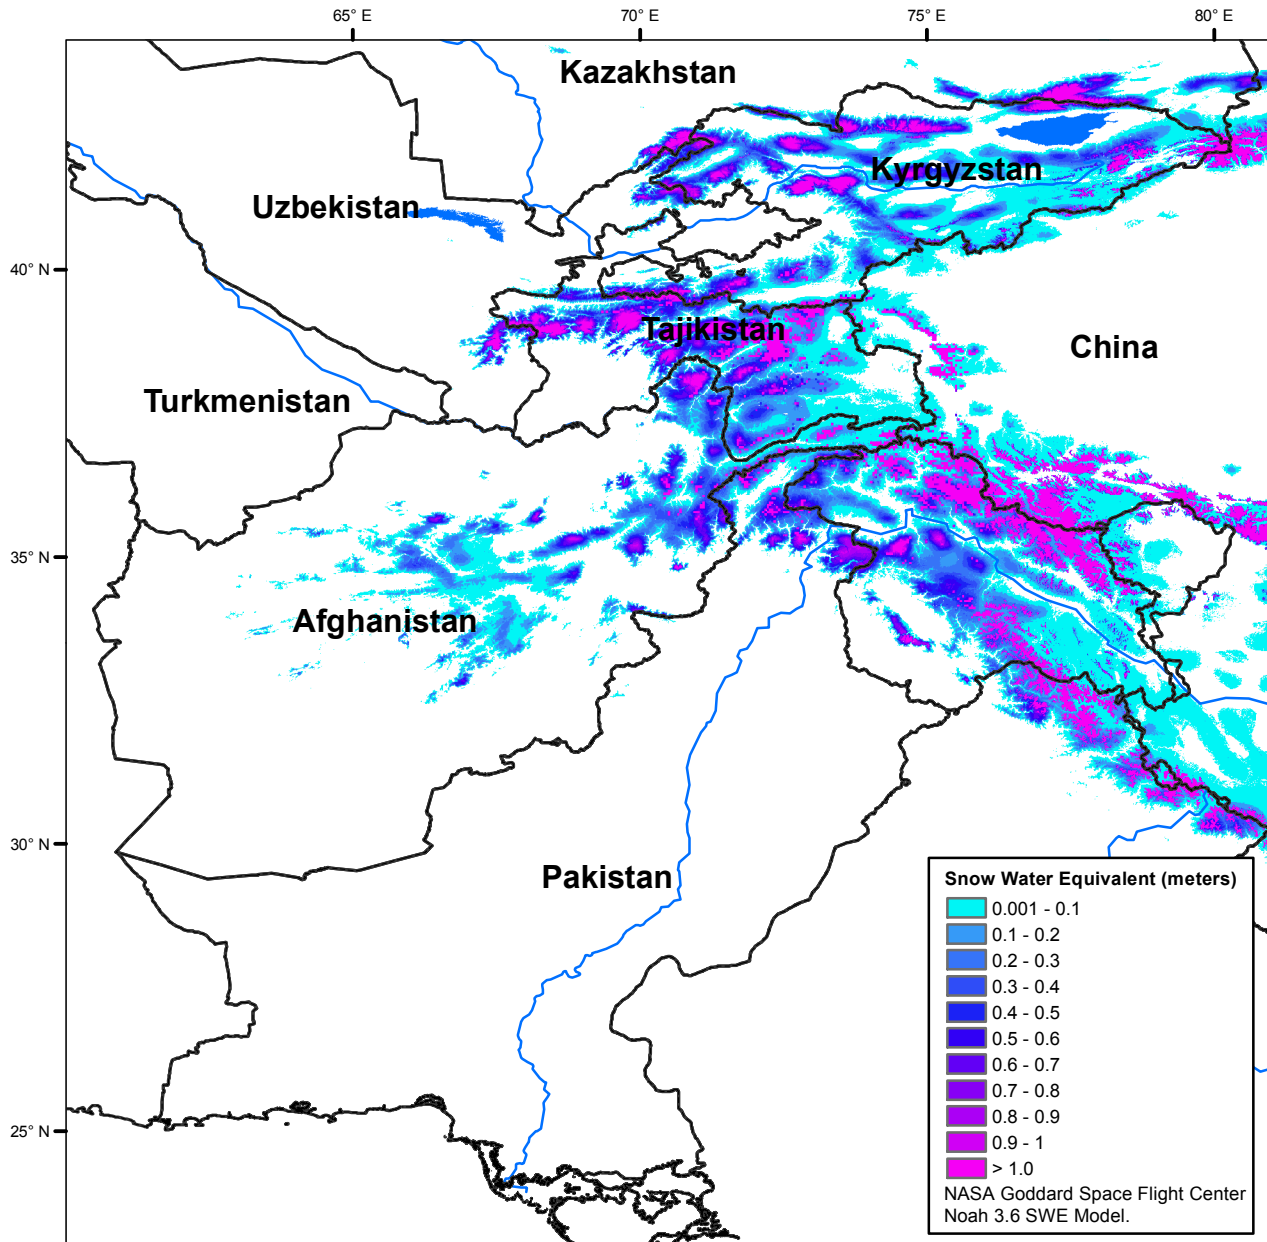 65° E
70° E
75° E
80° E
Kazakhstan
Kyrgyzstan
Uzbekistan
40° N
Tajikistan
China
Turkmenistan
35° N
Afghanistan
30° N
Pakistan
25° N
Snow Water Equivalent (meters)
0.001 - 0.1
0.1 - 0.2
0.2 - 0.3
0.3 - 0.4
0.4 - 0.5
0.5 - 0.6
0.6 - 0.7
0.7 - 0.8
0.8 - 0.9
0.9 - 1
> 1.0
NASA Goddard Space Flight Center
Noah 3.6 SWE Model.